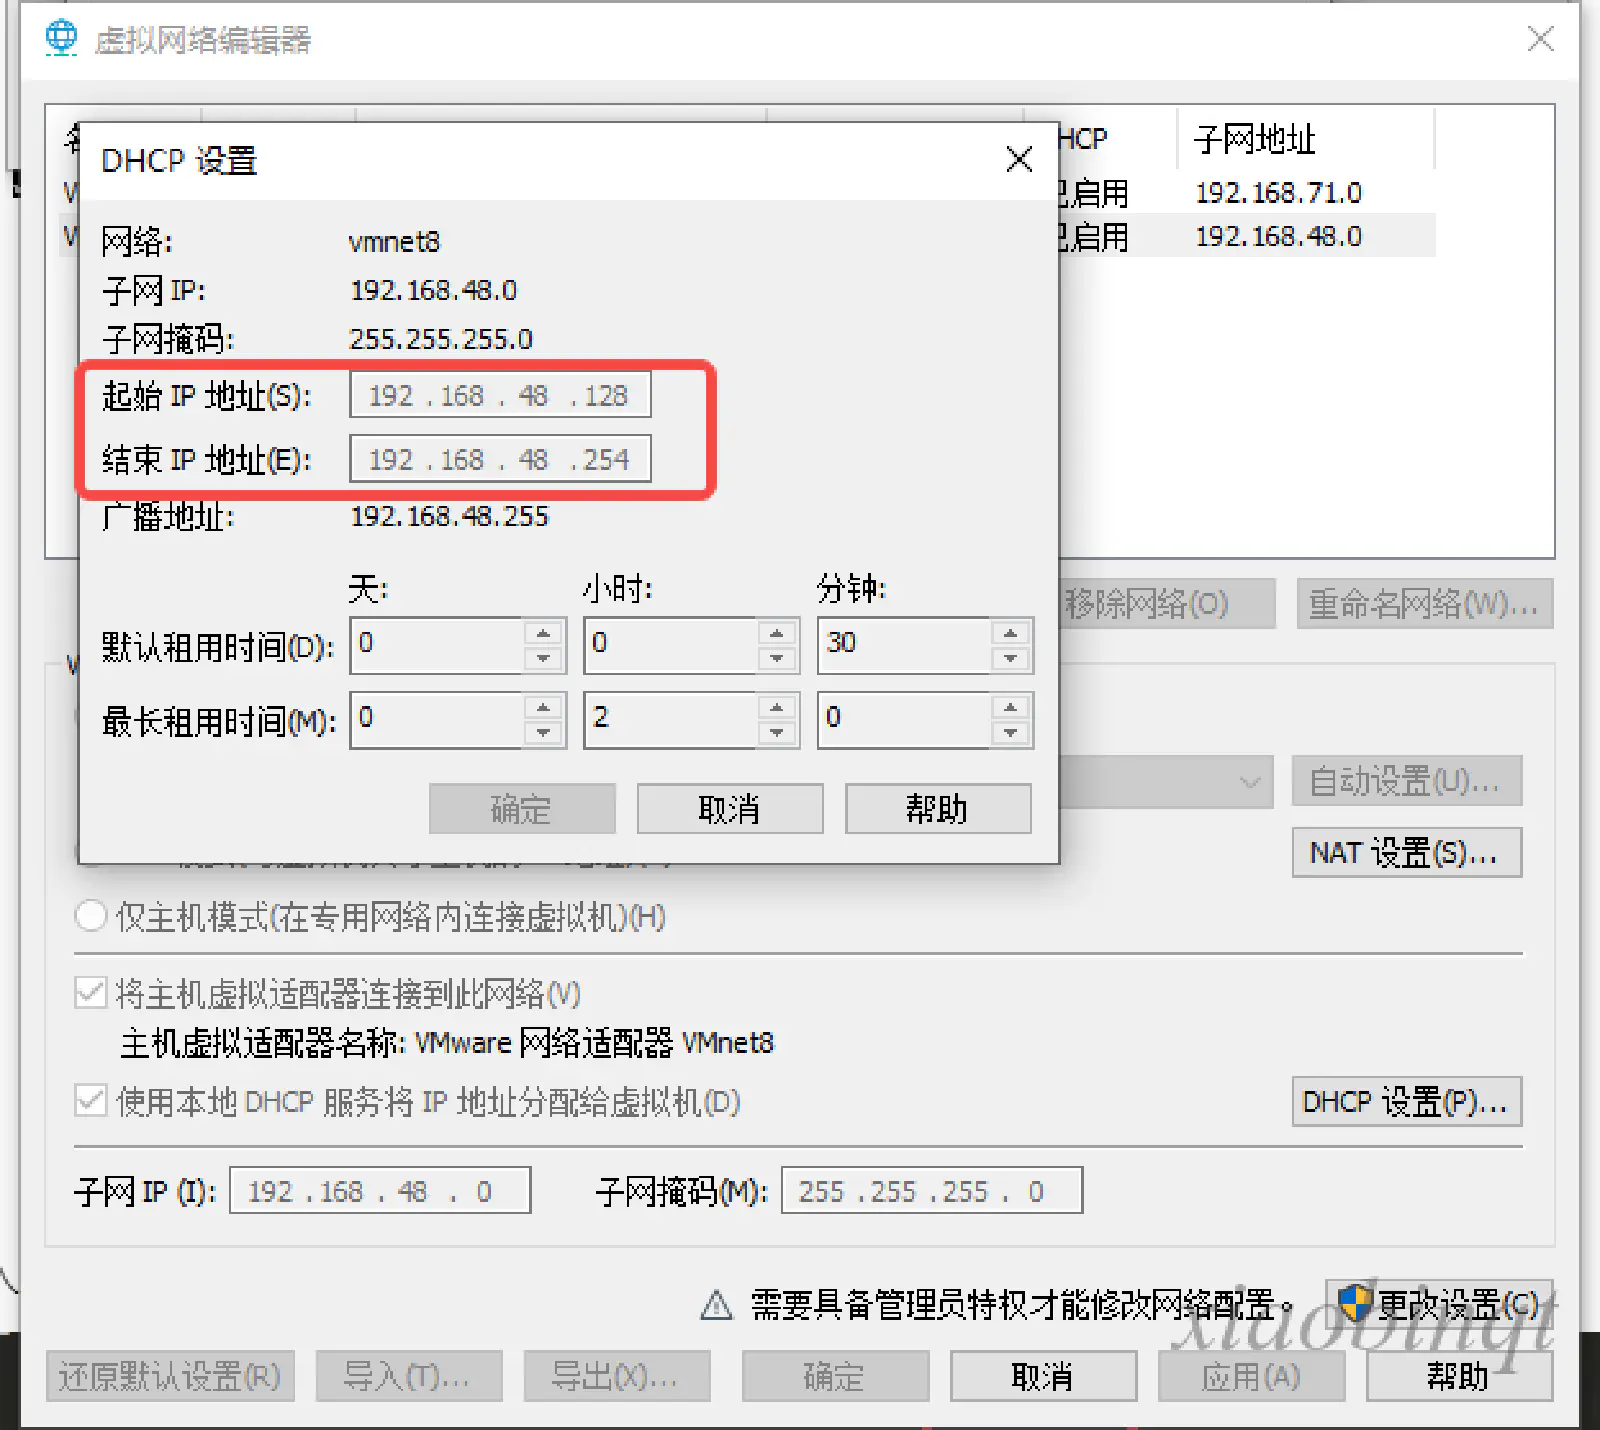 虚拟网络编辑器
HCP 子网地址
已启用 192.168.71.0
已启用 192.168.48.0
DHCP 设置
网络: vmnet8
子网 IP: 192.168.48.0
子网掩码: 255.255.255.0
起始 IP 地址(S): 192 .168 . 48 .128
结束 IP 地址(E): 192 .168 . 48 .254
广播地址: 192.168.48.255
天: 小时: 分钟:
默认租用时间(D): 0 0 30
最长租用时间(M): 0 2 0
确定 取消 帮助
移除网络(O) 重命名网络(W)...
自动设置(U)...
NAT 设置(S)...
仅主机模式(在专用网络内连接虚拟机)(H)
将主机虚拟适配器连接到此网络(V)
主机虚拟适配器名称: VMware 网络适配器 VMnet8
使用本地 DHCP 服务将 IP 地址分配给虚拟机(D)
DHCP 设置(P)...
子网 IP (I): 192 .168 . 48 . 0 子网掩码(M): 255 .255 .255 . 0
需要具备管理员特权才能修改网络配置。 更改设置(C)
xiaobinqt
还原默认设置(R) 导入(T)... 导出(X)... 确定 取消 应用(A) 帮助